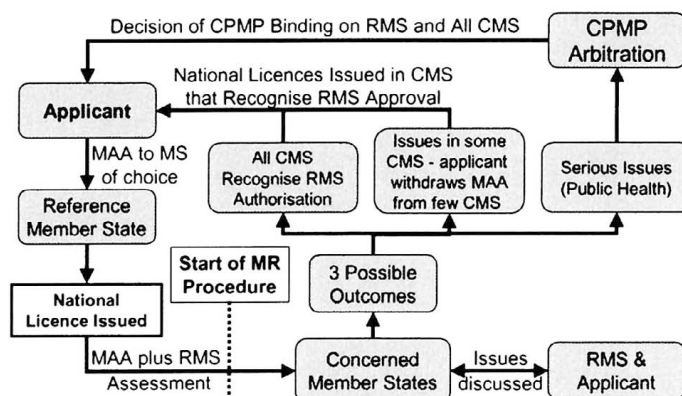 Decision of CPMP Binding on RMS and All CMS
CPMP
Arbitration
National Licences Issued in CMS
that Recognise RMS Approval
Applicant
MAA to MS
of choice
All CMS
Recognise RMS
Authorisation
Issues in some
CMS - applicant
withdraws MAA
from few CMS
Serious Issues
(Public Health)
Reference
Member State
Start of MR
Procedure
3 Possible
Outcomes
National
Licence Issued
MAA plus RMS
Assessment
Concerned
Member States
Issues
discussed
RMS &
Applicant